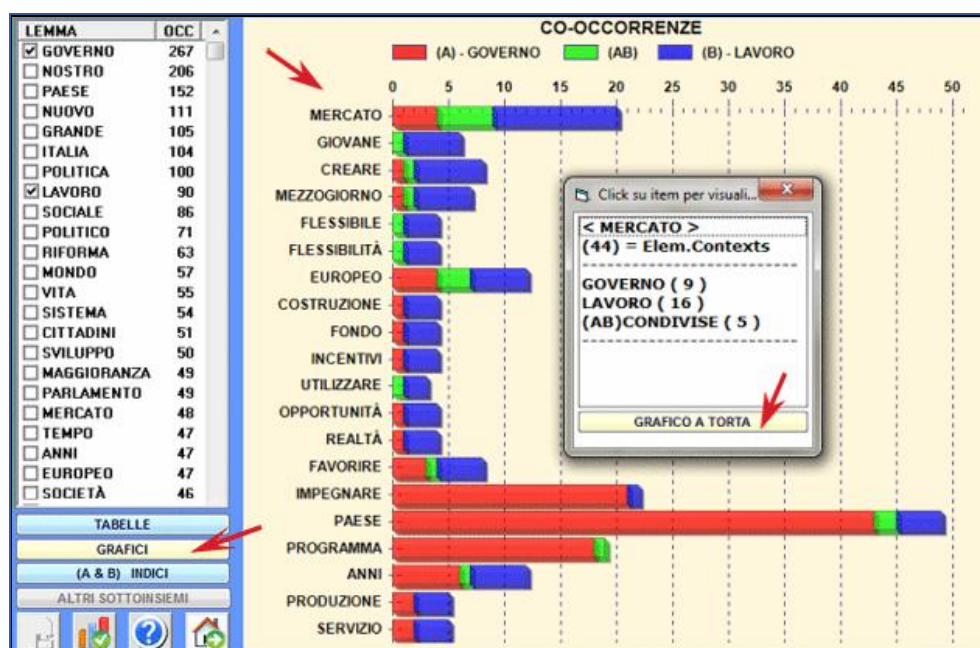 LEMMA OCC
GOVERNO 267
NOSTRO 206
PAESE 152
NUOVO 111
GRANDE 105
ITALIA 104
POLITICA 100
LAVORO 90
SOCIALE 86
POLITICO 71
RIFORMA 63
MONDO 57
VITA 55
SISTEMA 54
CITTADINI 51
SVILUPPO 50
MAGGIORANZA 49
PARLAMENTO 49
MERCATO 48
TEMPO 47
ANNI 47
EUROPEO 47
SOCIETÀ 46
TABELLE
GRAFICI
(A & B) INDICI
ALTRI SOTTOINSIEMI
CO-OCCORRENZE
(A) - GOVERNO (AB) (B) - LAVORO
0 5 10 15 20 25 30 35 40 45 50
MERCATO
GIOVANE
CREARE
MEZZOGIORNO
FLESSIBILE
FLESSIBILITÀ
EUROPEO
COSTRUZIONE
FONDO
INCENTIVI
UTILIZZARE
OPPORTUNITÀ
REALTÀ
FAVORIRE
IMPEGNARE
PAESE
PROGRAMMA
ANNI
PRODUZIONE
SERVIZIO
Click su item per visuali...
< MERCATO >
(44) = Elem.Contexts
GOVERNO ( 9 )
LAVORO ( 16 )
(AB)CONDIVISE ( 5 )
GRAFICO A TORTA